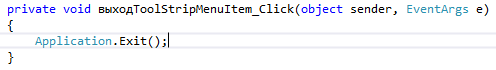 private void выходToolStripMenuItem_Click(object sender, EventArgs e)
{
    Application.Exit();
}